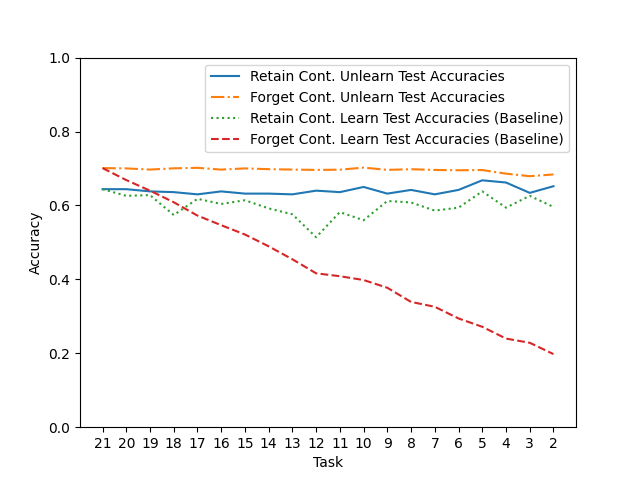 1.0
0.8
0.6
0.4
0.2
0.0
Accuracy
Retain Cont. Unlearn Test Accuracies
Forget Cont. Unlearn Test Accuracies
Retain Cont. Learn Test Accuracies (Baseline)
Forget Cont. Learn Test Accuracies (Baseline)
21 20 19 18 17 16 15 14 13 12 11 10 9 8 7 6 5 4 3 2
Task